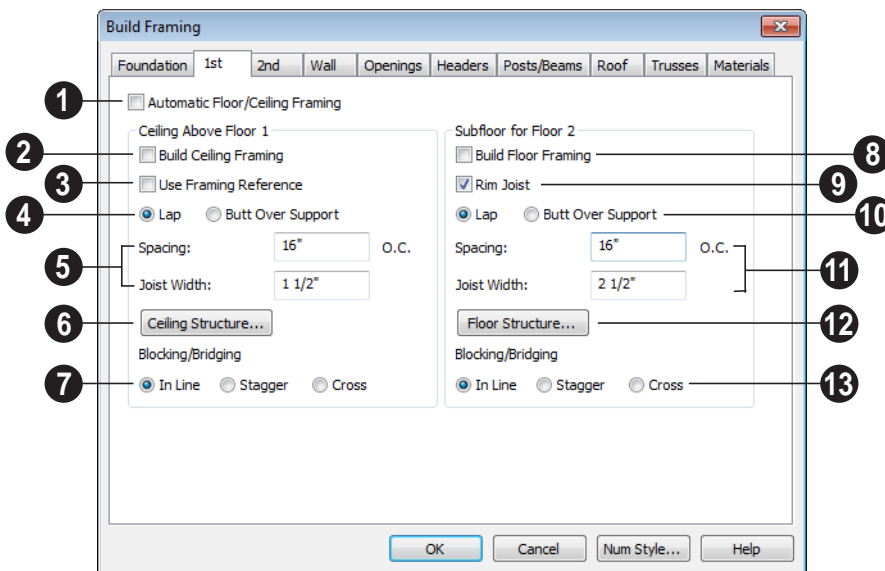 Build Framing
Foundation 1st 2nd Wall Openings Headers Posts/Beams Roof Trusses Materials
1 Automatic Floor/Ceiling Framing
Ceiling Above Floor 1
2 Build Ceiling Framing
3 Use Framing Reference
4 Lap Butt Over Support
Spacing: 16" O.C.
5
Joist Width: 1 1/2"
6 Ceiling Structure...
Blocking/Bridging
7 In Line Stagger Cross
Subfloor for Floor 2
Build Floor Framing 8
Rim Joist 9
Lap Butt Over Support 10
Spacing: 16" O.C.
11
Joist Width: 2 1/2"
Floor Structure... 12
Blocking/Bridging
In Line Stagger Cross 13
OK Cancel Num Style... Help